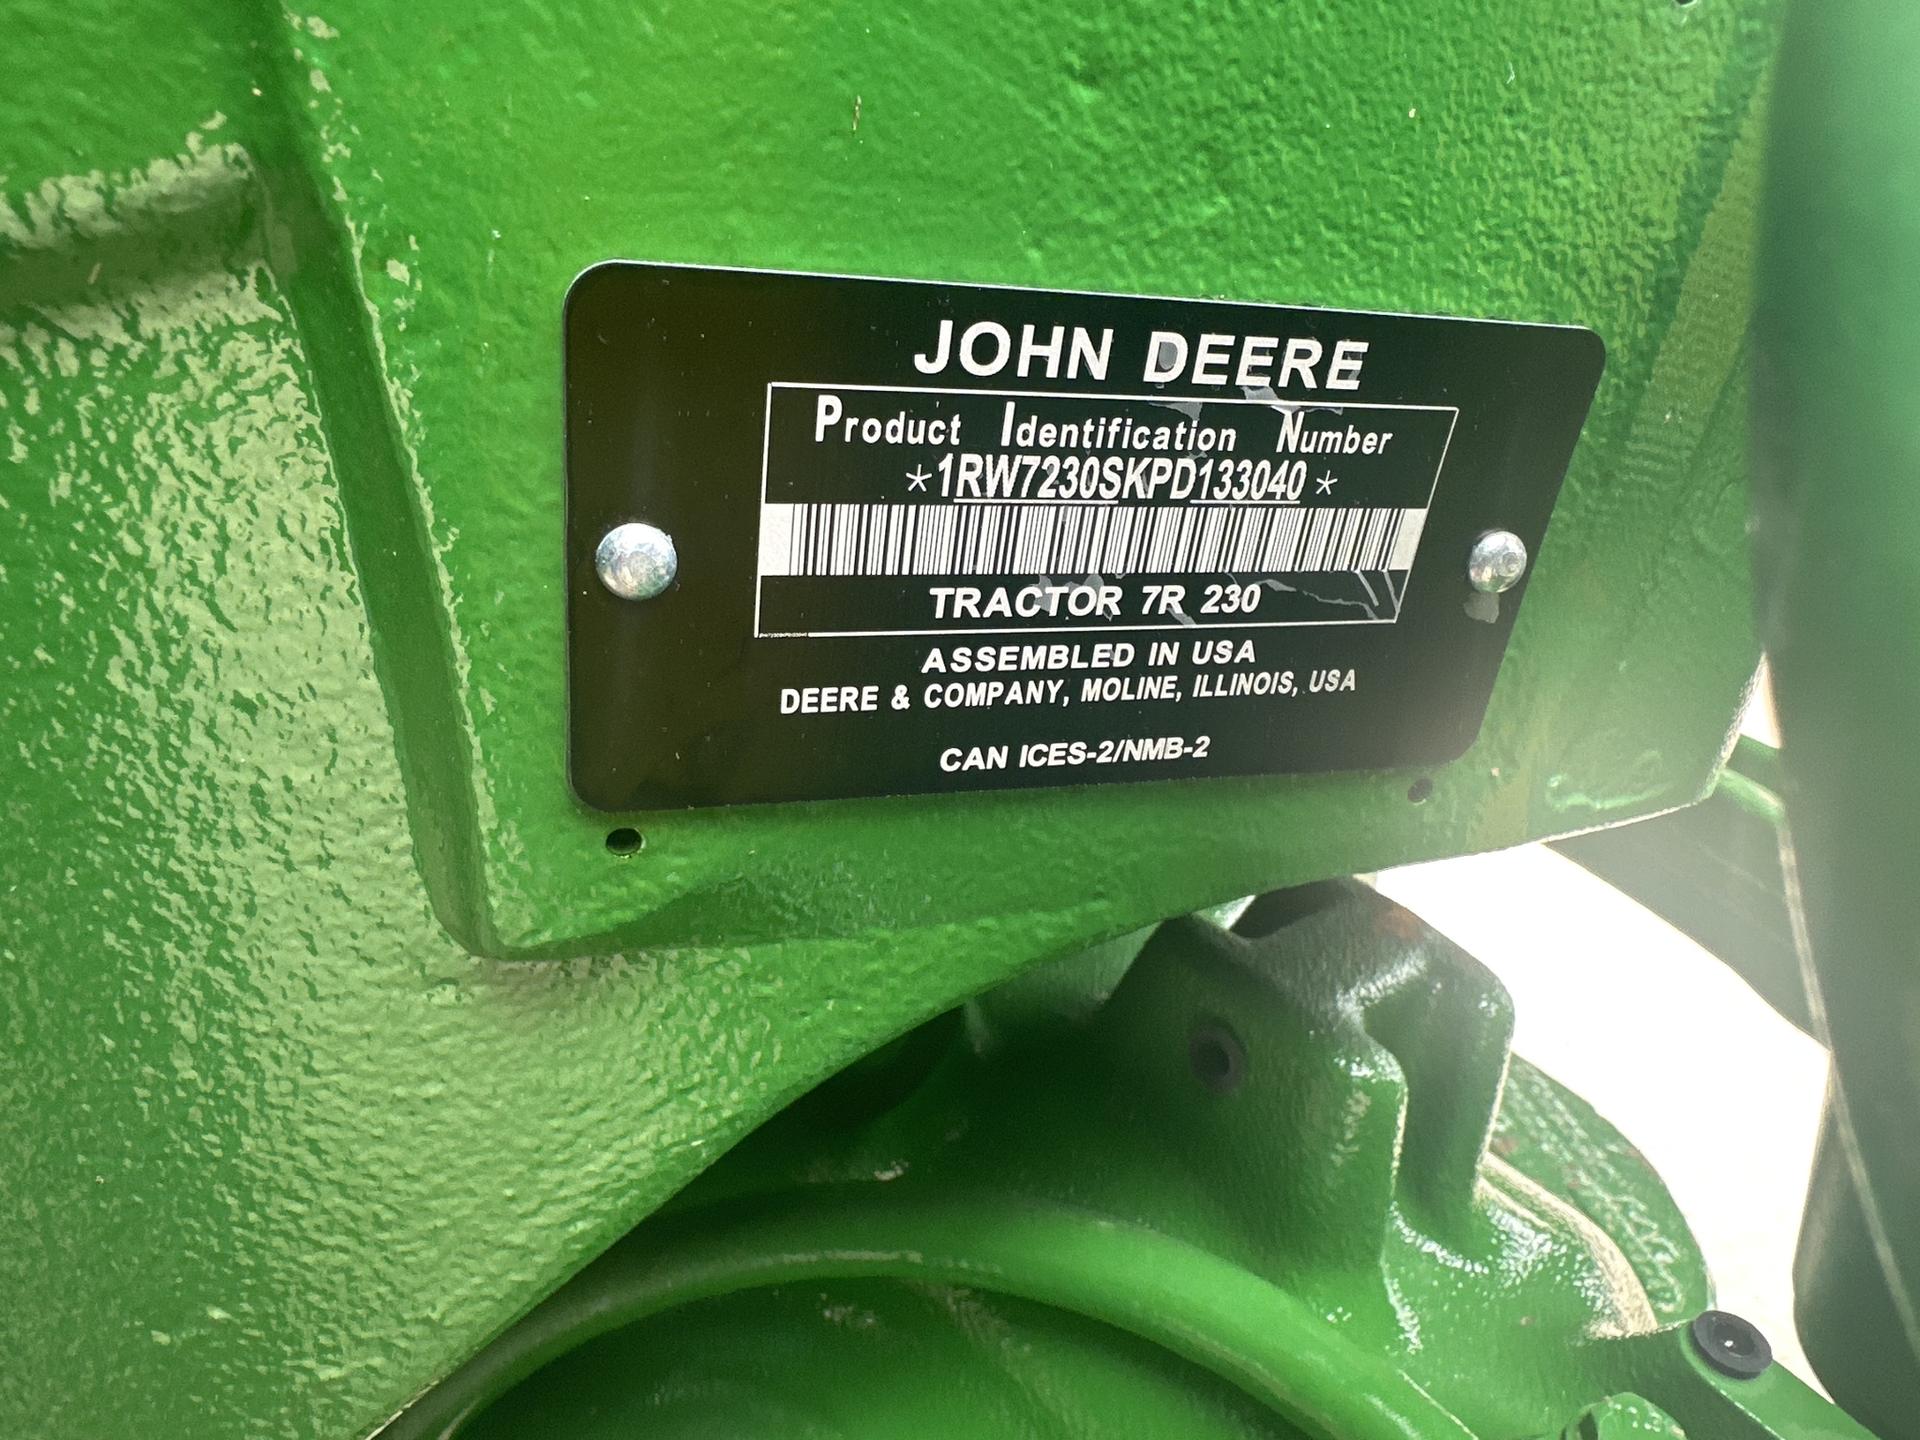 JOHN DEERE
Product Identification Number
*1RW7230SKPD133040*
TRACTOR 7R 230
ASSEMBLED IN USA
DEERE & COMPANY, MOLINE, ILLINOIS, USA
CAN ICES-2/NMB-2